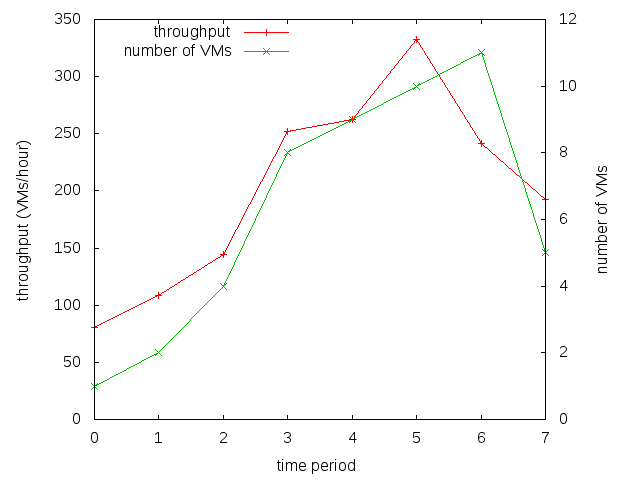 350
300
250
200
150
100
50
0
throughput (VMs/hour)
throughput
number of VMs
12
10
8
6
4
2
0
number of VMs
0 1 2 3 4 5 6 7
time period